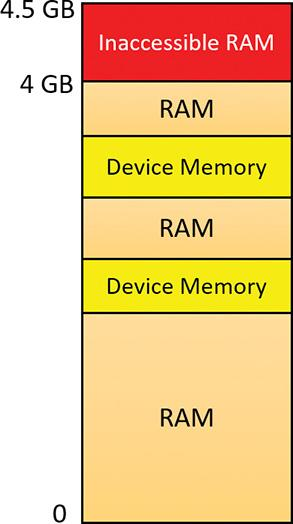 4.5 GB
Inaccessible RAM
4 GB
RAM
Device Memory
RAM
Device Memory
RAM
0